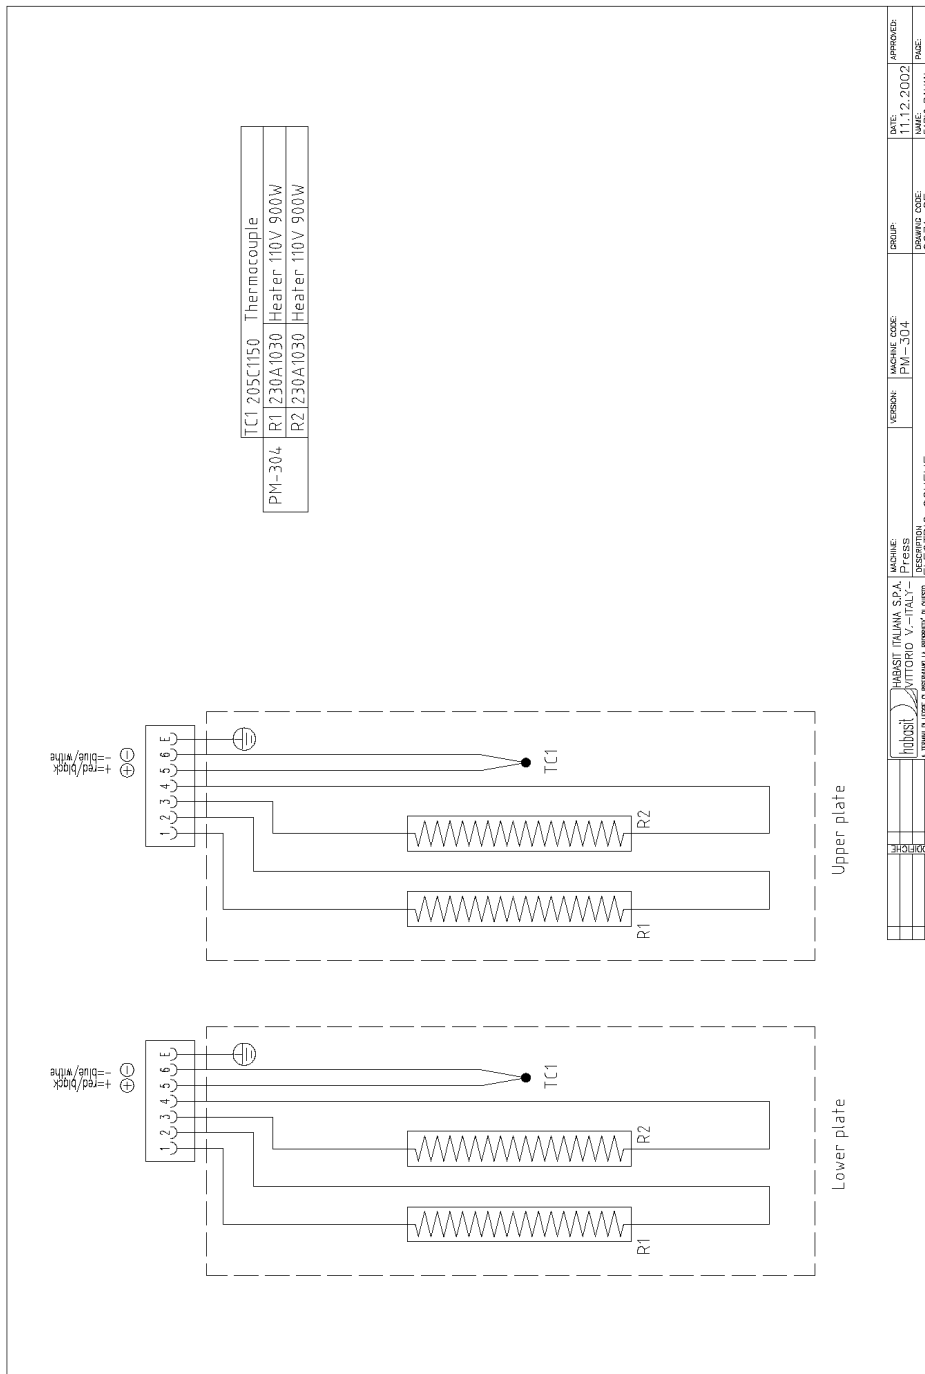 TC1 205C1150 Thermacouple
PM-304 R1 230A1030 Heater 110V 900W
R2 230A1030 Heater 110V 900W
+=red/black
-=blue/withe
1 2 3 4 5 6 E
R1
R2
TC1
Lower plate
+=red/black
-=blue/withe
1 2 3 4 5 6 E
R1
R2
TC1
Upper plate
habasit
HABASIT ITALIANA S.P.A.
VITTORIO V.-ITALY-
MACHINE:
Press
VERSION:
MACHINE CODE:
PM-304
GROUP:
DATE:
11.12.2002
APPROVED:
DESCRIPTION
DRAWING CODE:
NAME:
PAGE: